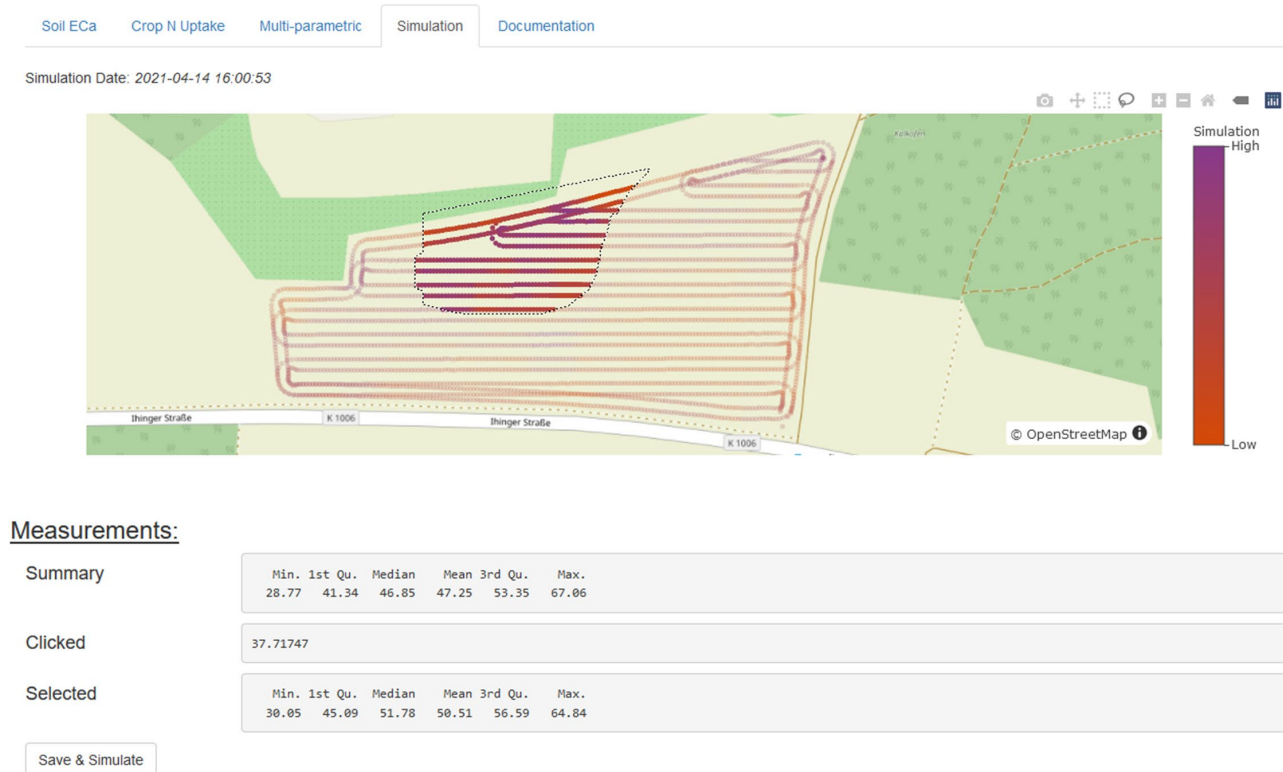 Soil ECa Crop N Uptake Multi-parametric Simulation Documentation
Simulation Date: 2021-04-14 16:00:53
Simulation
High
Low
Kalkofen
Ihinger Straße
K 1006
Ihinger Straße
K 1006
© OpenStreetMap
Measurements:
Summary
Min. 1st Qu. Median Mean 3rd Qu. Max.
28.77 41.34 46.85 47.25 53.35 67.06
Clicked
37.71747
Selected
Min. 1st Qu. Median Mean 3rd Qu. Max.
30.05 45.09 51.78 50.51 56.59 64.84
Save & Simulate